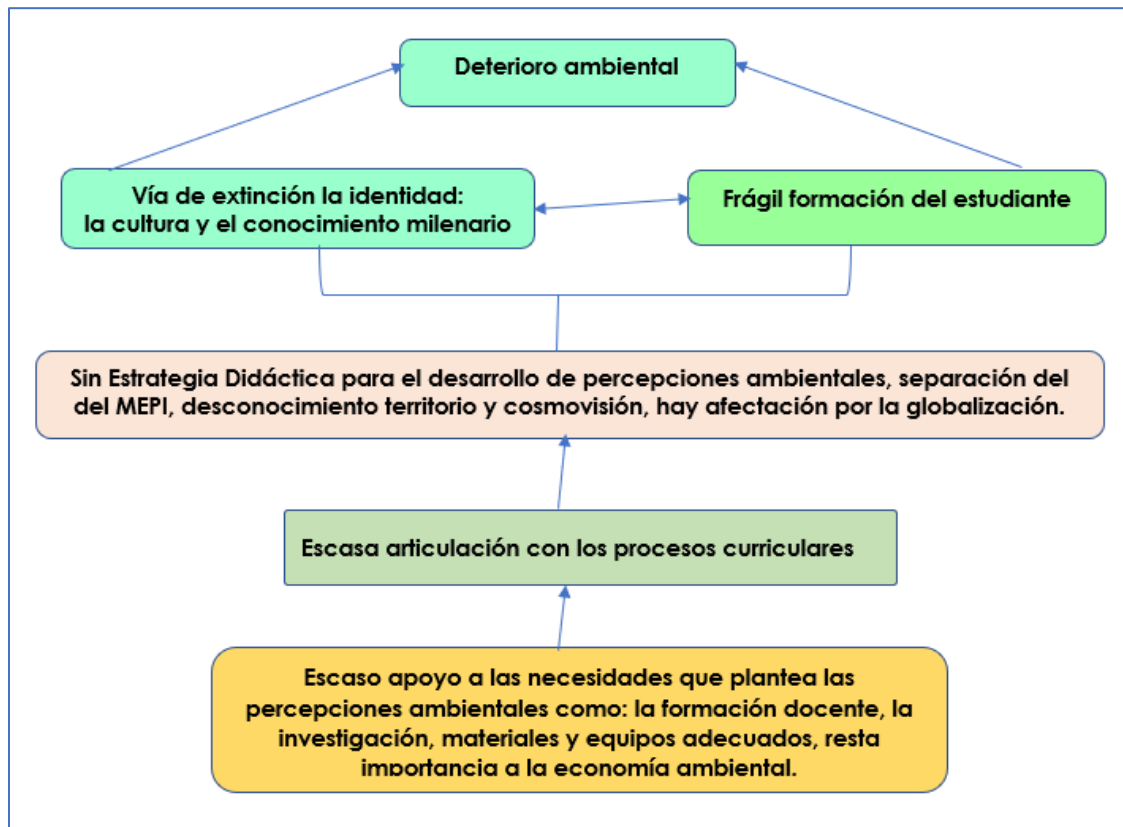 Deterioro ambiental
Vía de extinción la identidad:
la cultura y el conocimiento milenario
Frágil formación del estudiante
Sin Estrategia Didáctica para el desarrollo de percepciones ambientales, separación del
del MEPI, desconocimiento territorio y cosmovisión, hay afectación por la globalización.
Escasa articulación con los procesos curriculares
Escaso apoyo a las necesidades que plantea las
percepciones ambientales como: la formación docente, la
investigación, materiales y equipos adecuados, resta
importancia a la economía ambiental.